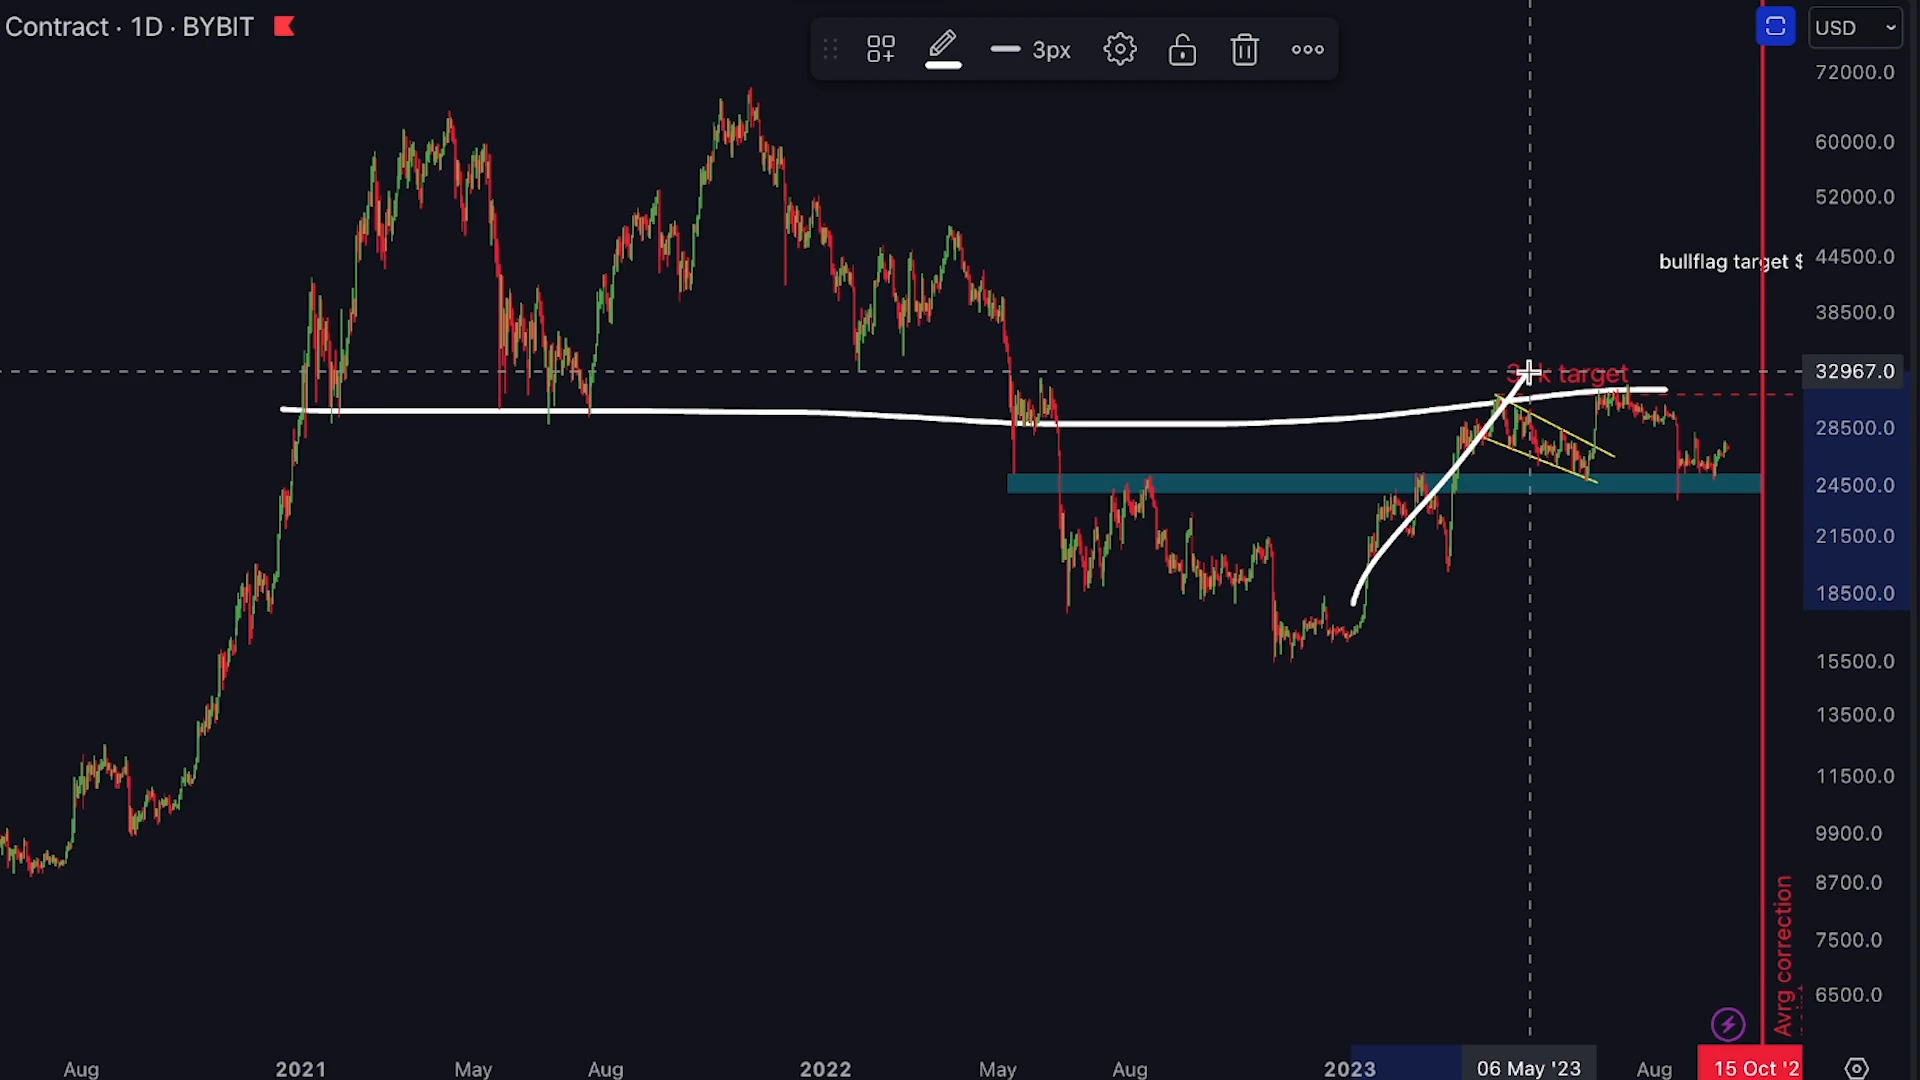 Contract · 1D · BYBIT
3px
USD
72000.0
60000.0
52000.0
bullflag target $
44500.0
38500.0
target
32967.0
28500.0
24500.0
21500.0
18500.0
15500.0
13500.0
11500.0
9900.0
8700.0
7500.0
6500.0
Avrg correction
Aug
2021
May
Aug
2022
May
Aug
2023
06 May '23
Aug
15 Oct '2